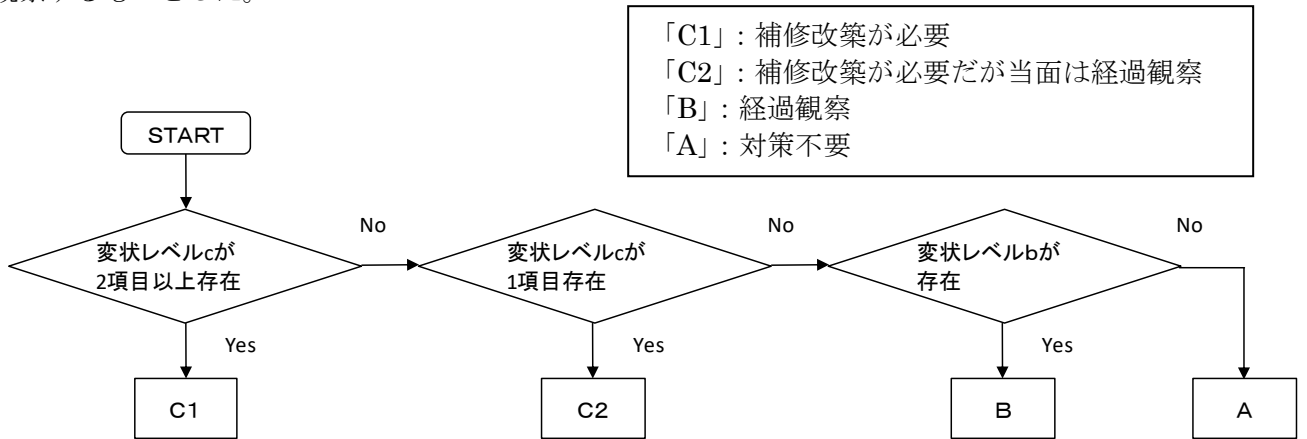 「C1」：補修改築が必要
「C2」：補修改築が必要だが当面は経過観察
「B」：経過観察
「A」：対策不要
START
変状レベルcが
2項目以上存在
No
変状レベルcが
1項目存在
No
変状レベルbが
存在
No
Yes
Yes
Yes
C1
C2
B
A